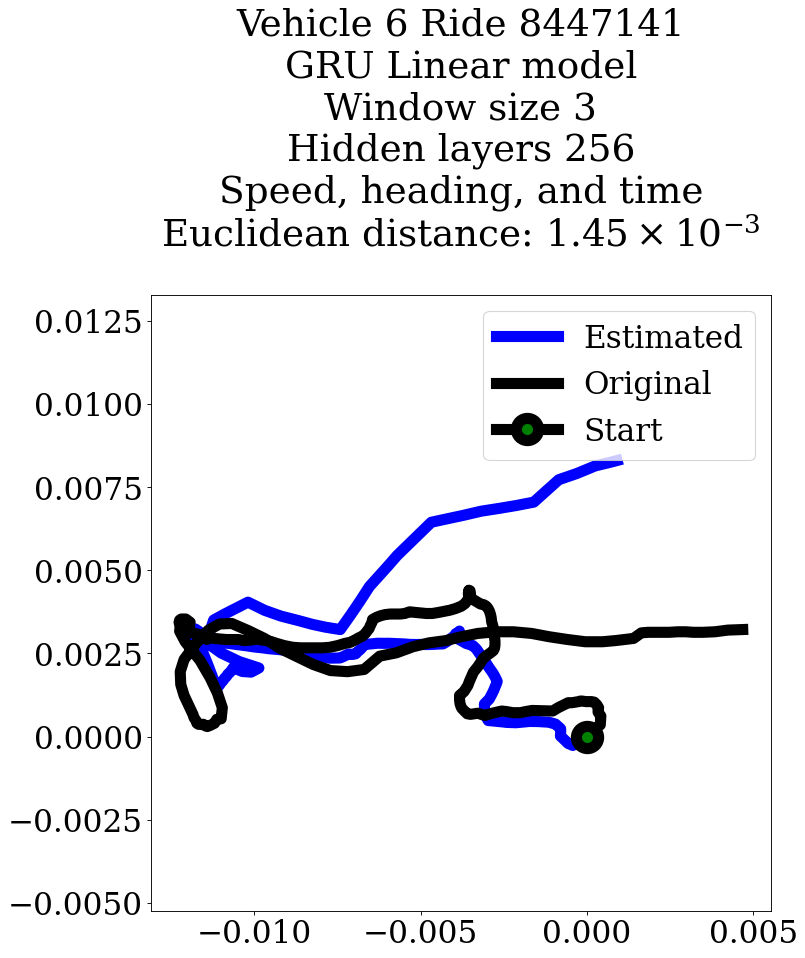 Vehicle 6 Ride 8447141
GRU Linear model
Window size 3
Hidden layers 256
Speed, heading, and time
Euclidean distance: 1.45 × 10⁻³
Estimated
Original
Start
0.0125
0.0100
0.0075
0.0050
0.0025
0.0000
−0.0025
−0.0050
−0.010
−0.005
0.000
0.005